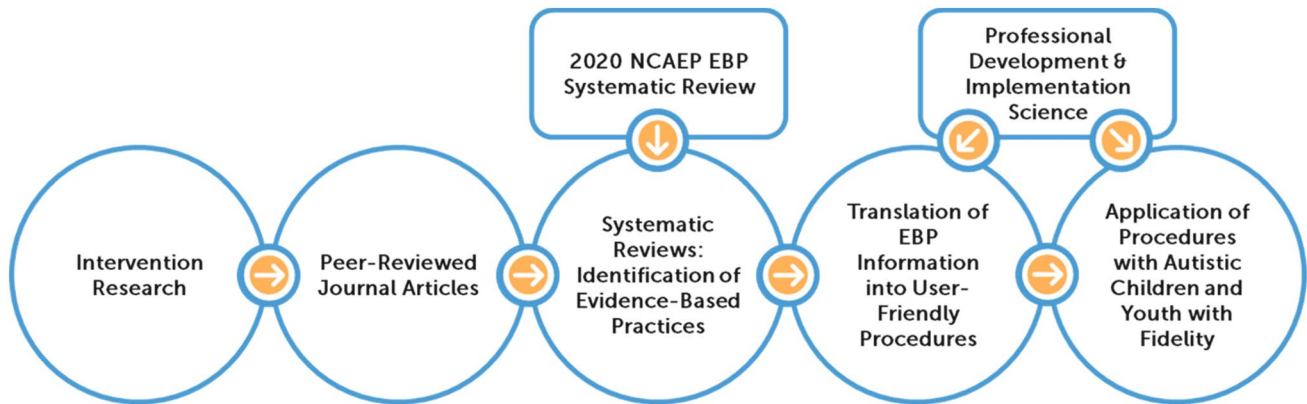 2020 NCAEP EBP
Systematic Review
Professional
Development &
Implementation
Science
Intervention
Research
Peer-Reviewed
Journal Articles
Systematic
Reviews:
Identification of
Evidence-Based
Practices
Translation of
EBP
Information
into User-
Friendly
Procedures
Application of
Procedures
with Autistic
Children and
Youth with
Fidelity